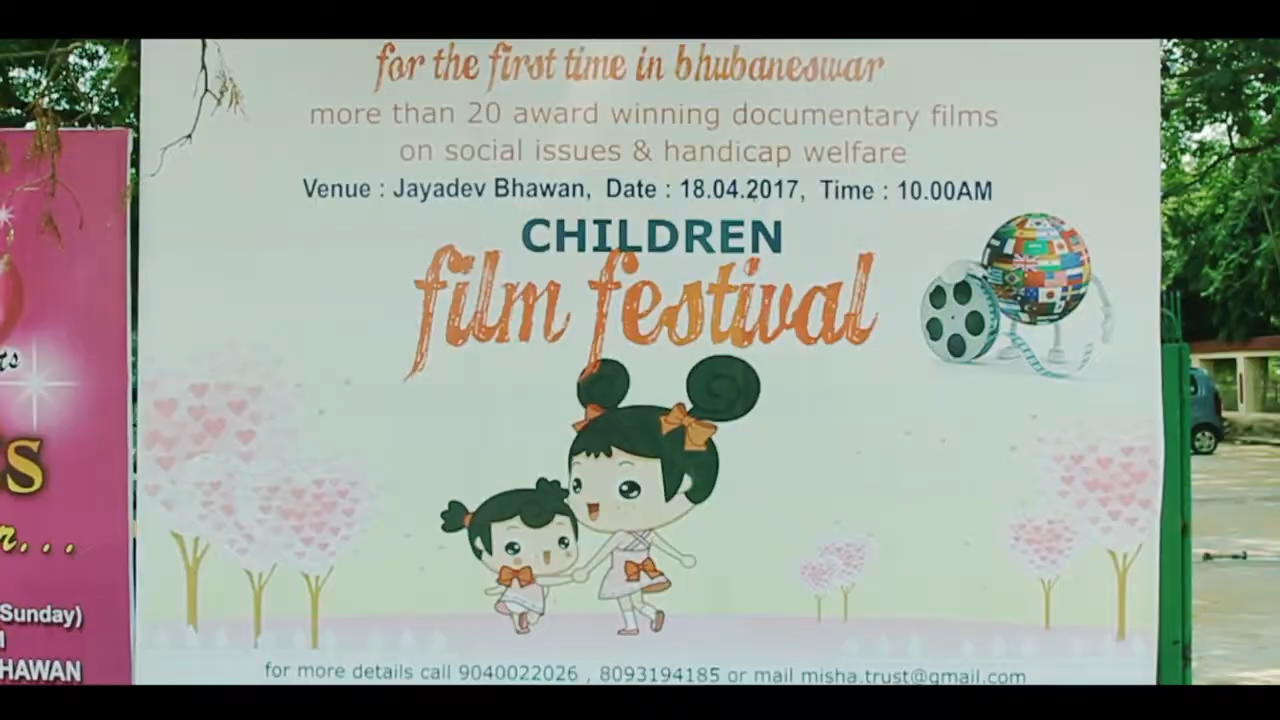 for the first time in bhubaneswar
more than 20 award winning documentary films
on social issues & handicap welfare
Venue : Jayadev Bhawan, Date : 18.04.2017, Time : 10.00AM
CHILDREN
film festival
for more details call 9040022026 , 8093194185 or mail misha.trust@gmail.com
Sunday)
HAWAN